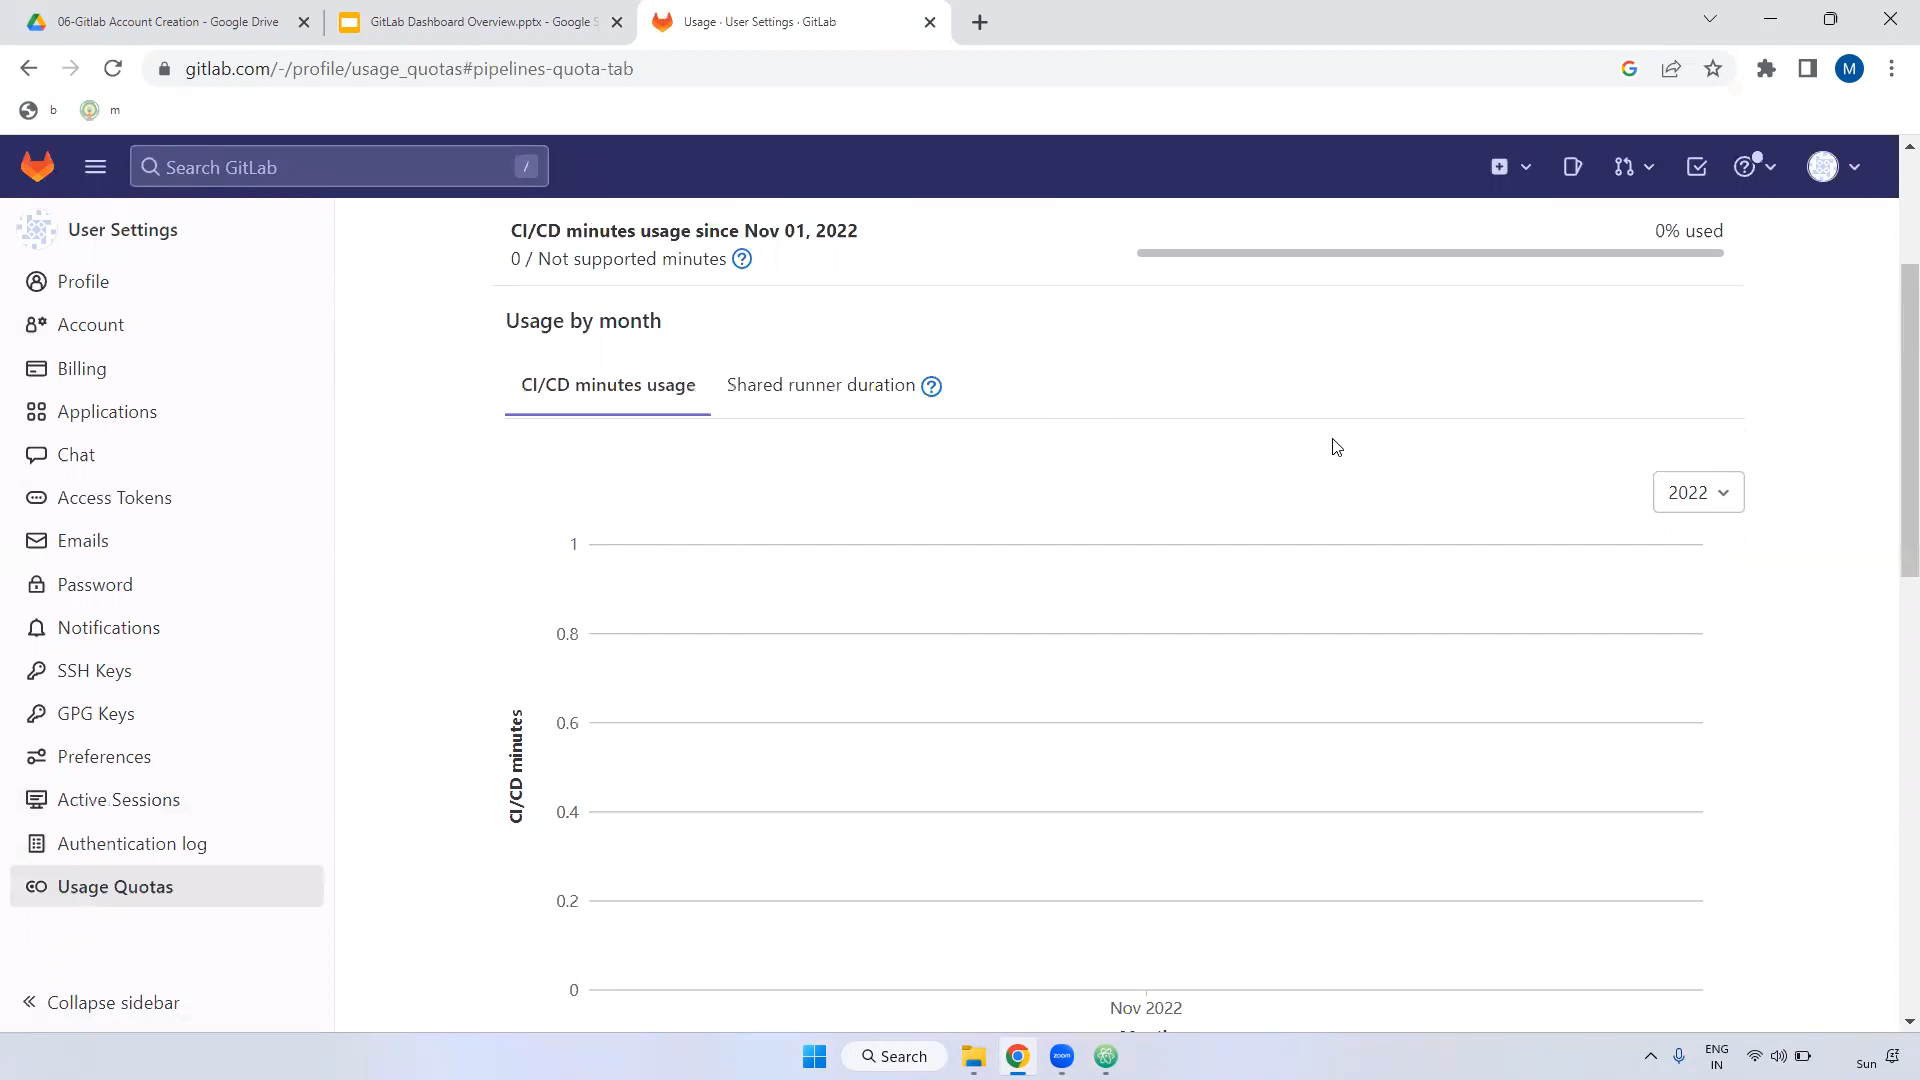 06-Gitlab Account Creation - Google Drive
GitLab Dashboard Overview.pptx - Google S
Usage · User Settings · GitLab
gitlab.com/-/profile/usage_quotas#pipelines-quota-tab
M
b
m
Search GitLab
/
User Settings
Profile
Account
Billing
Applications
Chat
Access Tokens
Emails
Password
Notifications
SSH Keys
GPG Keys
Preferences
Active Sessions
Authentication log
Usage Quotas
Collapse sidebar
CI/CD minutes usage since Nov 01, 2022
0% used
0 / Not supported minutes
Usage by month
CI/CD minutes usage
Shared runner duration
2022
1
0.8
0.6
0.4
0.2
0
CI/CD minutes
Nov 2022
Search
zoom
ENG
IN
Sun